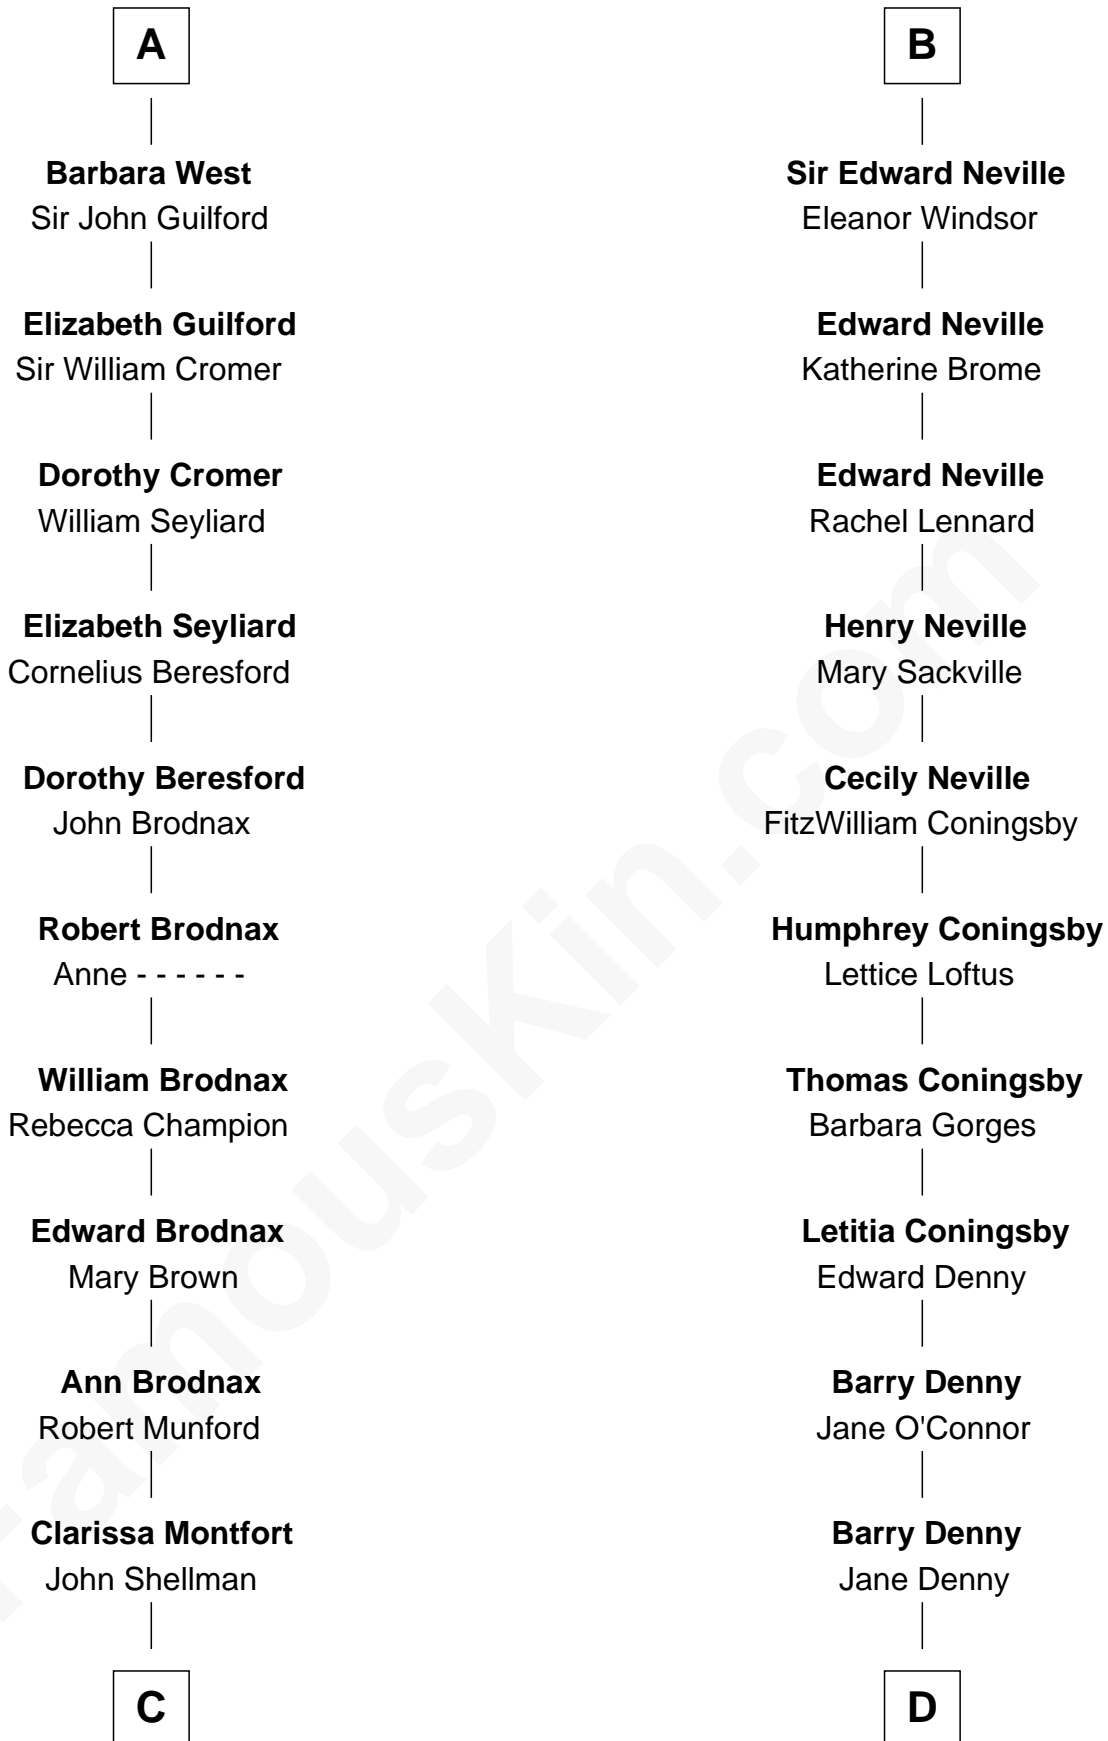 A
Barbara West
Sir John Guilford
Elizabeth Guilford
Sir William Cromer
Dorothy Cromer
William Seyliard
Elizabeth Seyliard
Cornelius Beresford
Dorothy Beresford
John Brodnax
Robert Brodnax
Anne - - - - - -
William Brodnax
Rebecca Champion
Edward Brodnax
Mary Brown
Ann Brodnax
Robert Munford
Clarissa Montfort
John Shellman
C
B
Sir Edward Neville
Eleanor Windsor
Edward Neville
Katherine Brome
Edward Neville
Rachel Lennard
Henry Neville
Mary Sackville
Cecily Neville
FitzWilliam Coningsby
Humphrey Coningsby
Lettice Loftus
Thomas Coningsby
Barbara Gorges
Letitia Coningsby
Edward Denny
Barry Denny
Jane O'Connor
Barry Denny
Jane Denny
D
FamousKin.com